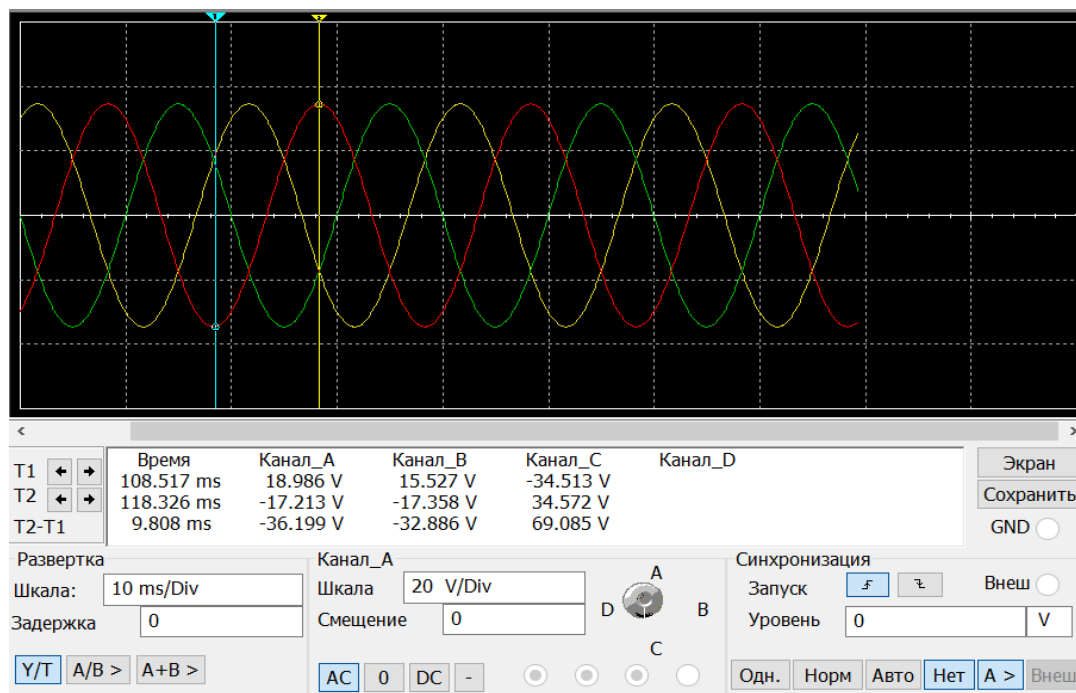 1 2
Время Канал_A Канал_B Канал_C Канал_D
T1 108.517 ms 18.986 V 15.527 V -34.513 V
T2 118.326 ms -17.213 V -17.358 V 34.572 V
T2-T1 9.808 ms -36.199 V -32.886 V 69.085 V
Экран
Сохранить
GND
Развертка
Шкала: 10 ms/Div
Задержка 0
Y/T A/B > A+B >
Канал_A
Шкала 20 V/Div
Смещение 0
AC 0 DC -
A
D B
C
Синхронизация
Запуск Внеш
Уровень 0 V
Одн. Норм Авто Нет A > Внеш